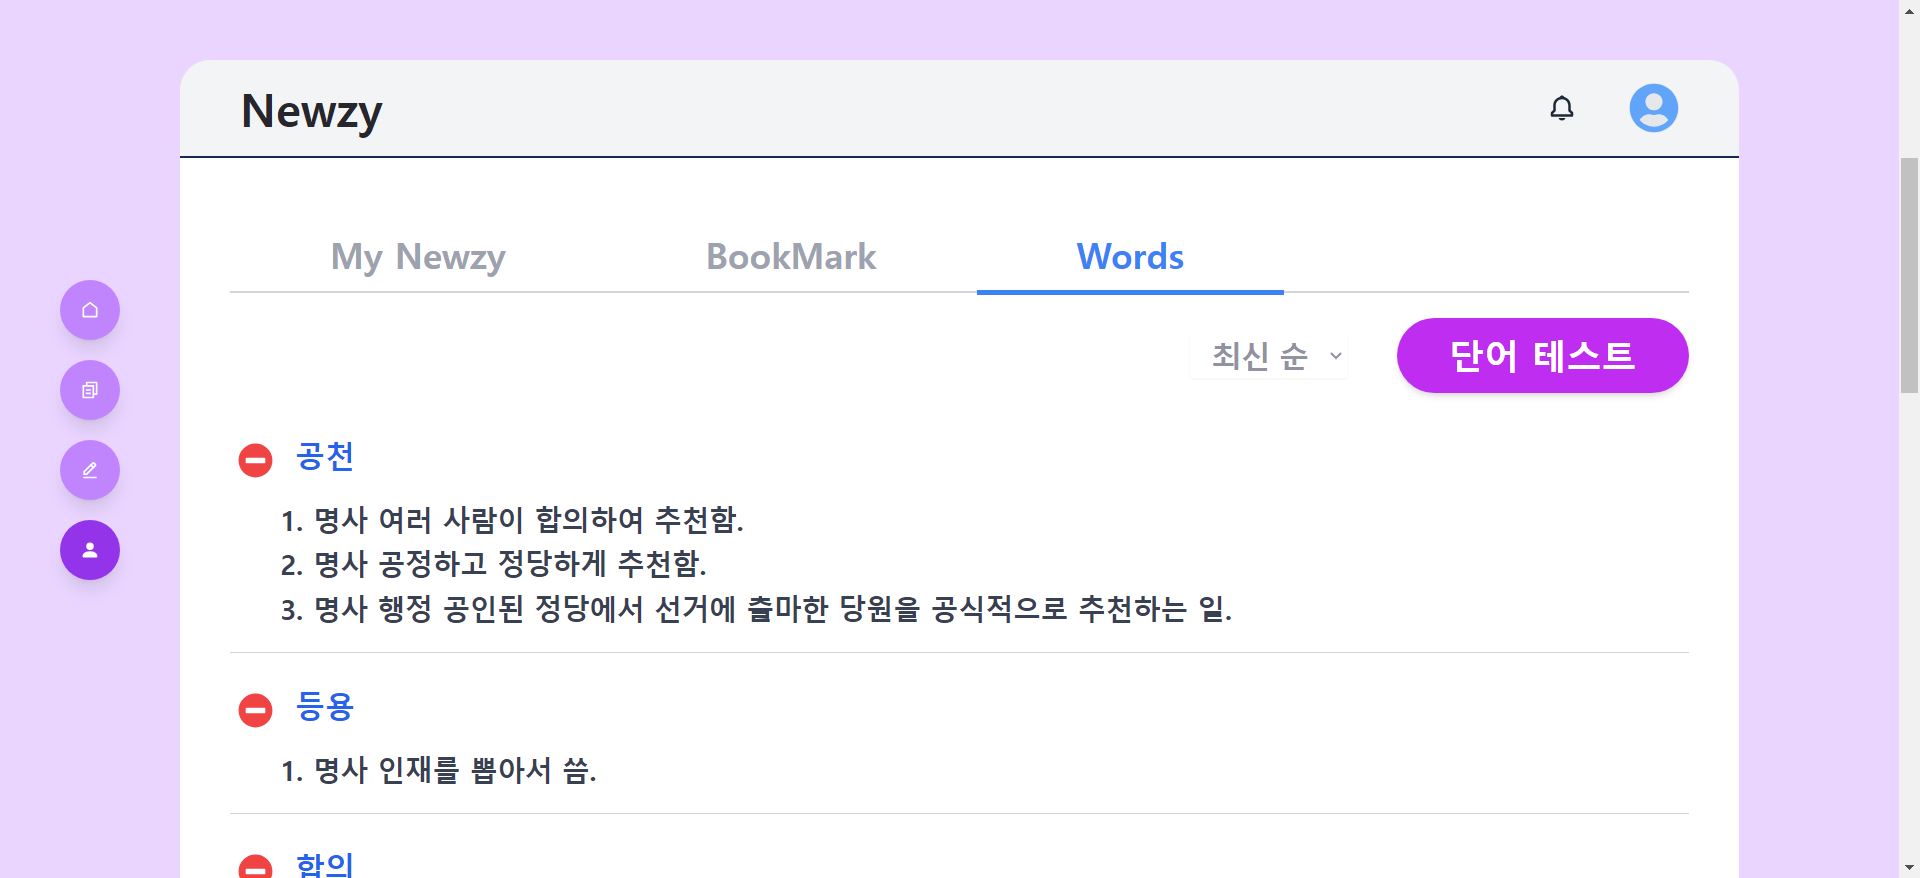 Newzy
My Newzy BookMark Words
최신 순 단어 테스트
공천
1. 명사 여러 사람이 합의하여 추천함.
2. 명사 공정하고 정당하게 추천함.
3. 명사 행정 공인된 정당에서 선거에 출마한 당원을 공식적으로 추천하는 일.
등용
1. 명사 인재를 뽑아서 씀.
합의